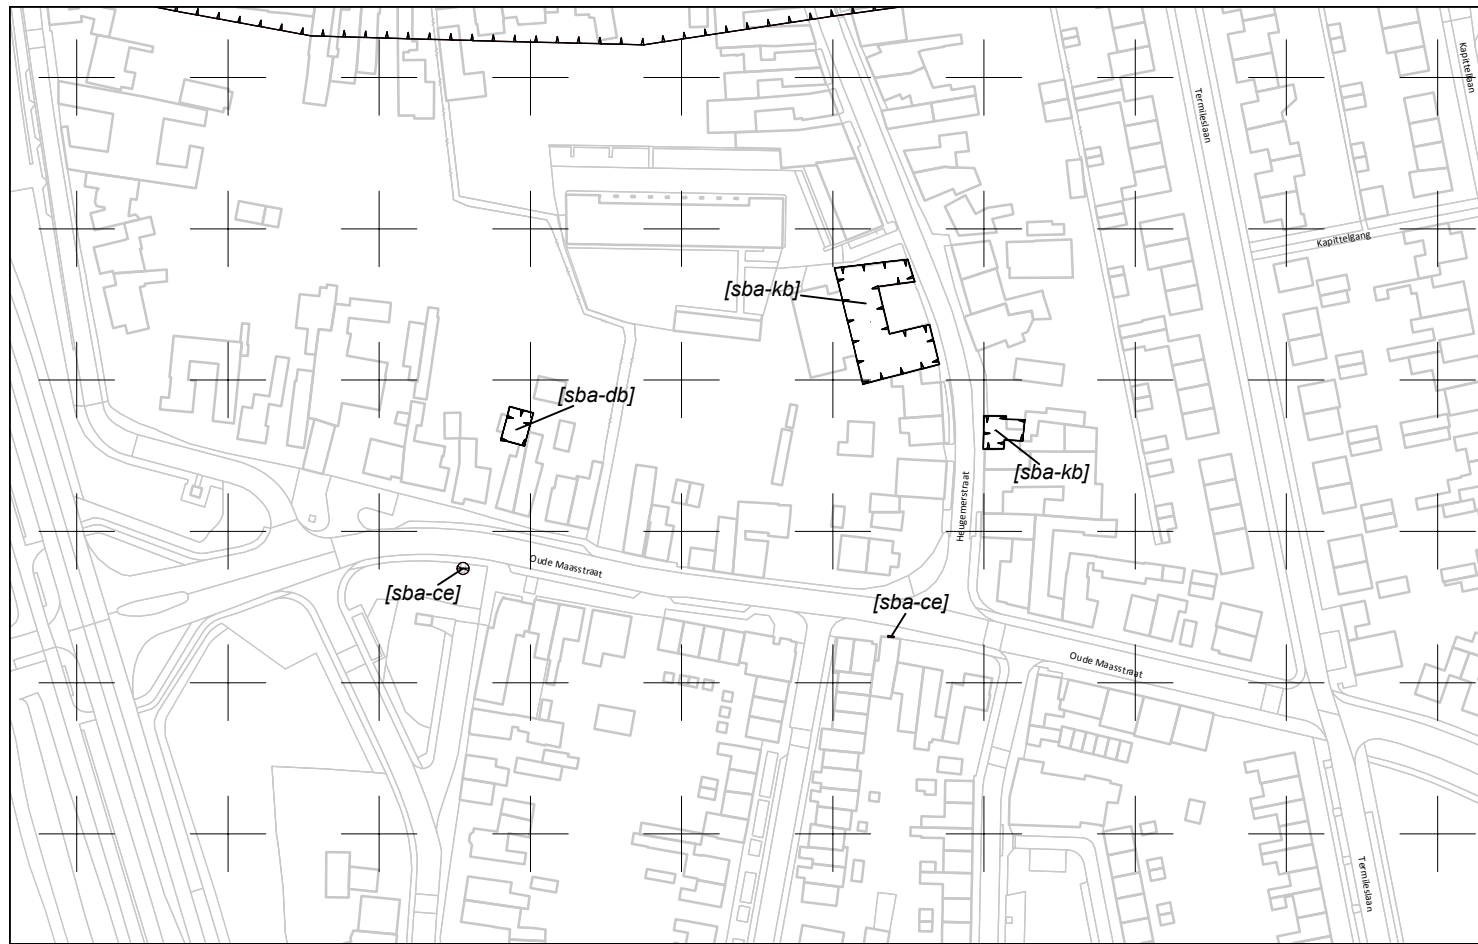 Kapittellaan
Termileslaan
Kapittelgang
[sba-kb]
[sba-db]
[sba-kb]
Heugemerstraat
Oude Maasstraat
[sba-ce]
[sba-ce]
Oude Maasstraat
Termileslaan